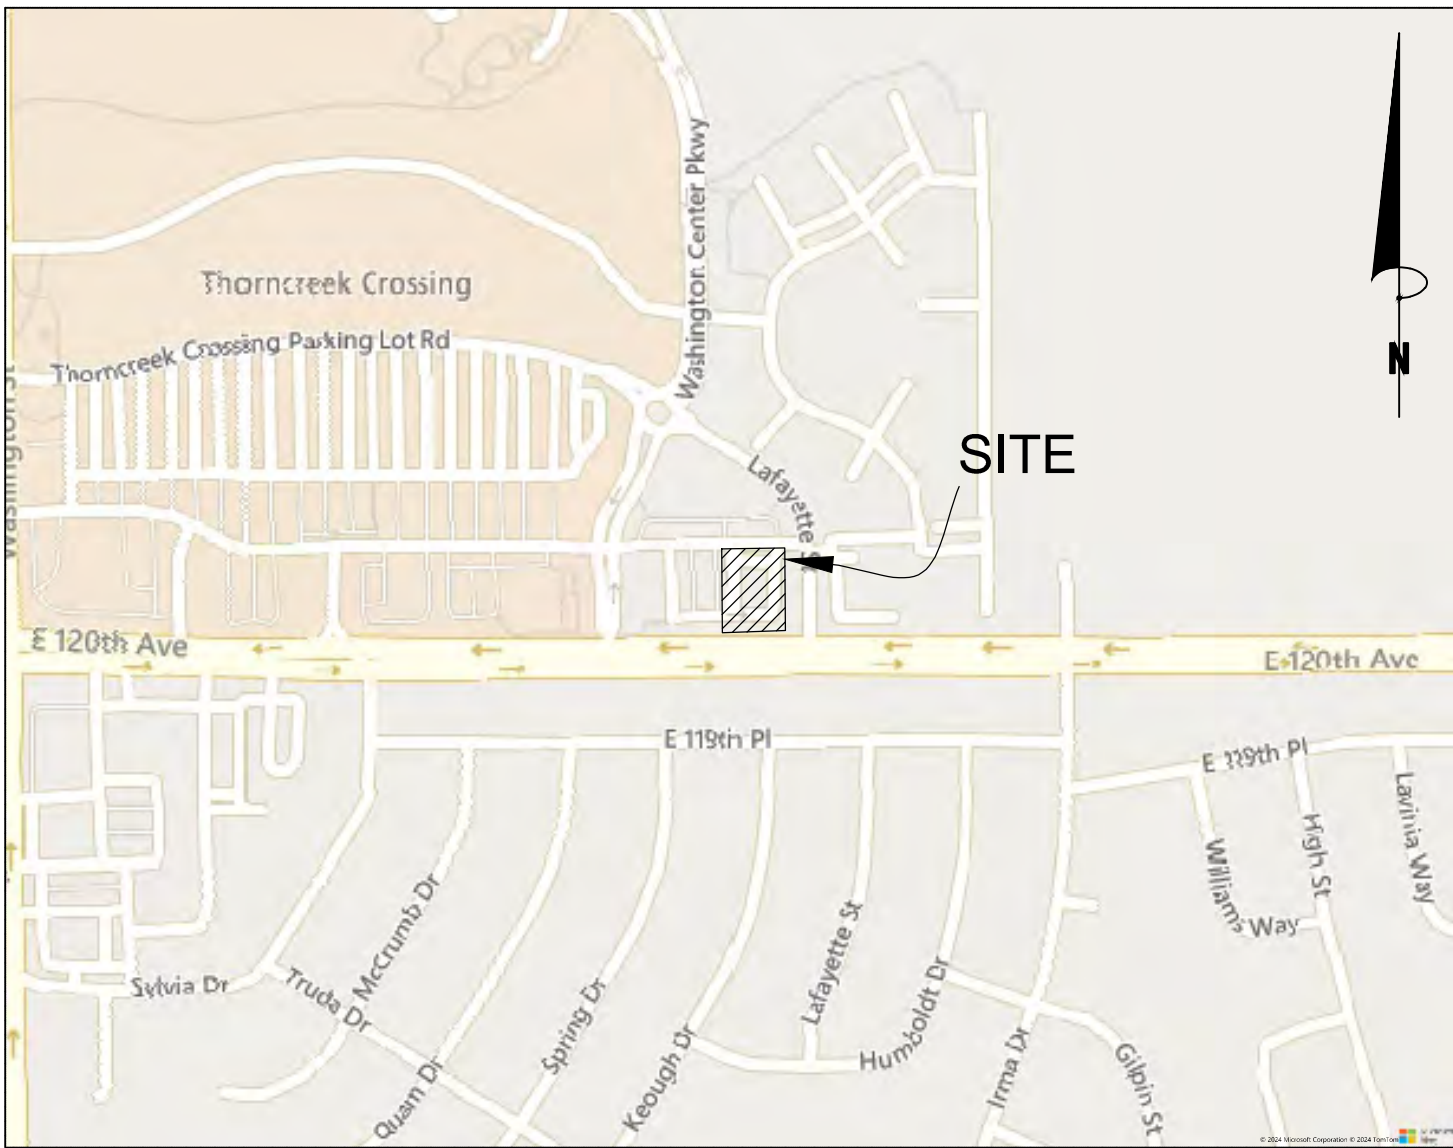 Washington Center Pkwy
Thorncreek Crossing
Thorncreek Crossing Parking Lot Rd
N
Washington St
SITE
Lafayette St
E 120th Ave
E 120th Ave
E 119th Pl
E 119th Pl
Lavinia Way
High St
Williams Way
McCrumb Dr
Sylvia Dr
Truda Dr
Lafayette St
Spring Dr
Humboldt Dr
Quam Dr
Keough Dr
Irma Dr
Gilpin St
© 2024 Microsoft Corporation © 2024 TomTom